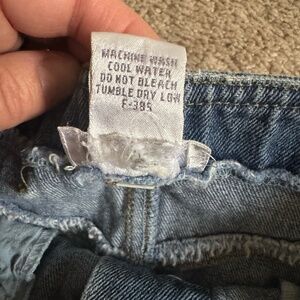 MACHINE WASH
COOL WATER
DO NOT BLEACH
TUMBLE DRY LOW
F-385